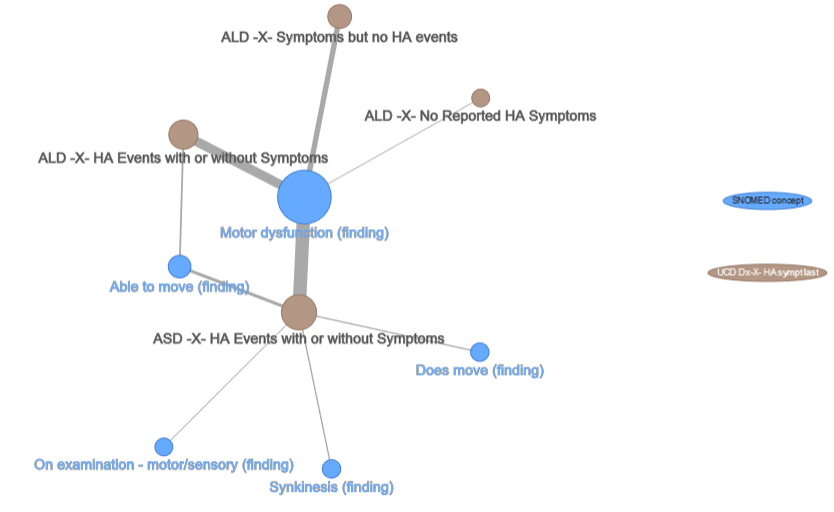 ALD -X- Symptoms but no HA events
ALD -X- No Reported HA Symptoms
ALD -X- HA Events with or without Symptoms
SNOMED concept
Motor dysfunction (finding)
UCD Dx-X- HAsymptlast
Able to move (finding)
ASD -X- HA Events with or without Symptoms
Does move (finding)
On examination - motor/sensory (finding)
Synkinesis (finding)